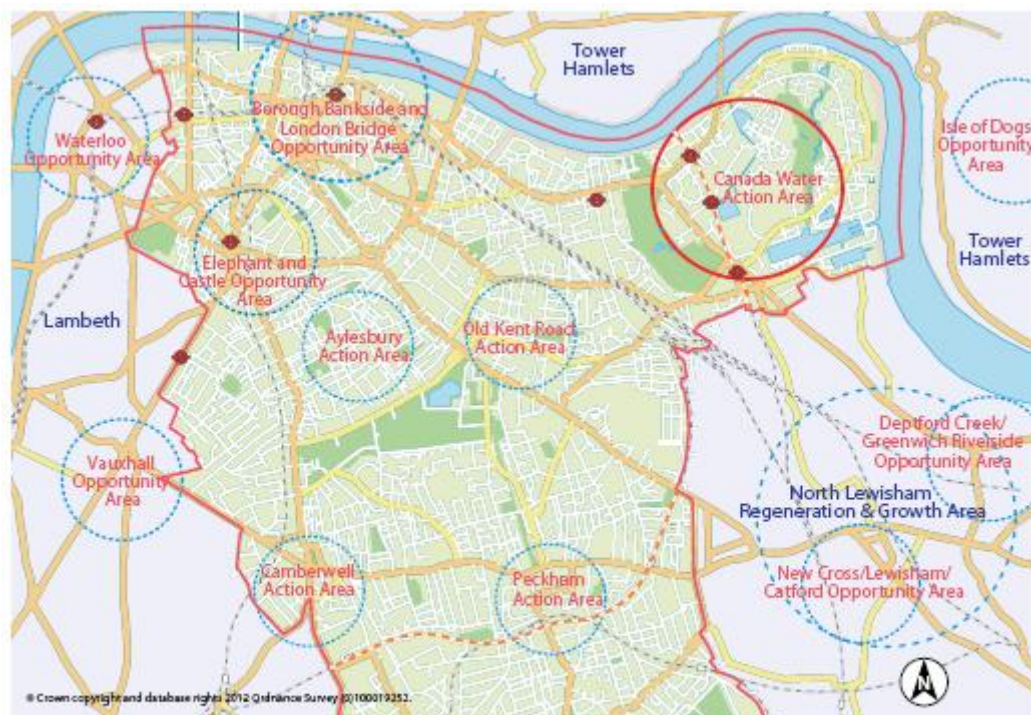 Tower
Hamlets
Waterloo
Opportunity Area
Borough,Bankside and
London Bridge
Opportunity Area
Isle of Dogs
Opportunity
Area
Canada Water
Action Area
Tower
Hamlets
Elephant and
Castle Opportunity
Area
Lambeth
Aylesbury
Action Area
Old Kent Road
Action Area
Vauxhall
Opportunity
Area
Deptford Creek/
Greenwich Riverside
Opportunity Area
North Lewisham
Regeneration & Growth Area
Camberwell
Action Area
Peckham
Action Area
New Cross/Lewisham/
Catford Opportunity Area
© Crown copyright and database rights 2012 Ordnance Survey (0)100019252.
N